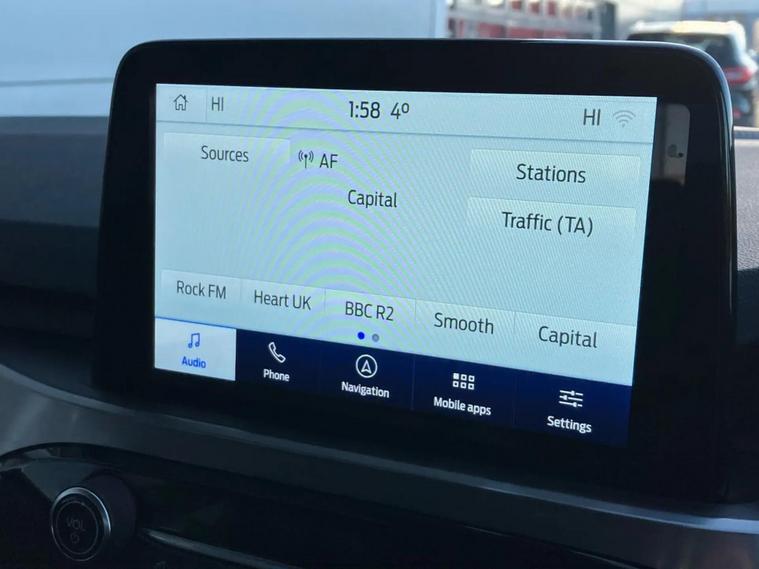 HI 1:58 4° HI
Sources AF Stations
Capital
Traffic (TA)
Rock FM Heart UK BBC R2 Smooth Capital
Audio Phone Navigation Mobile apps Settings
VOL